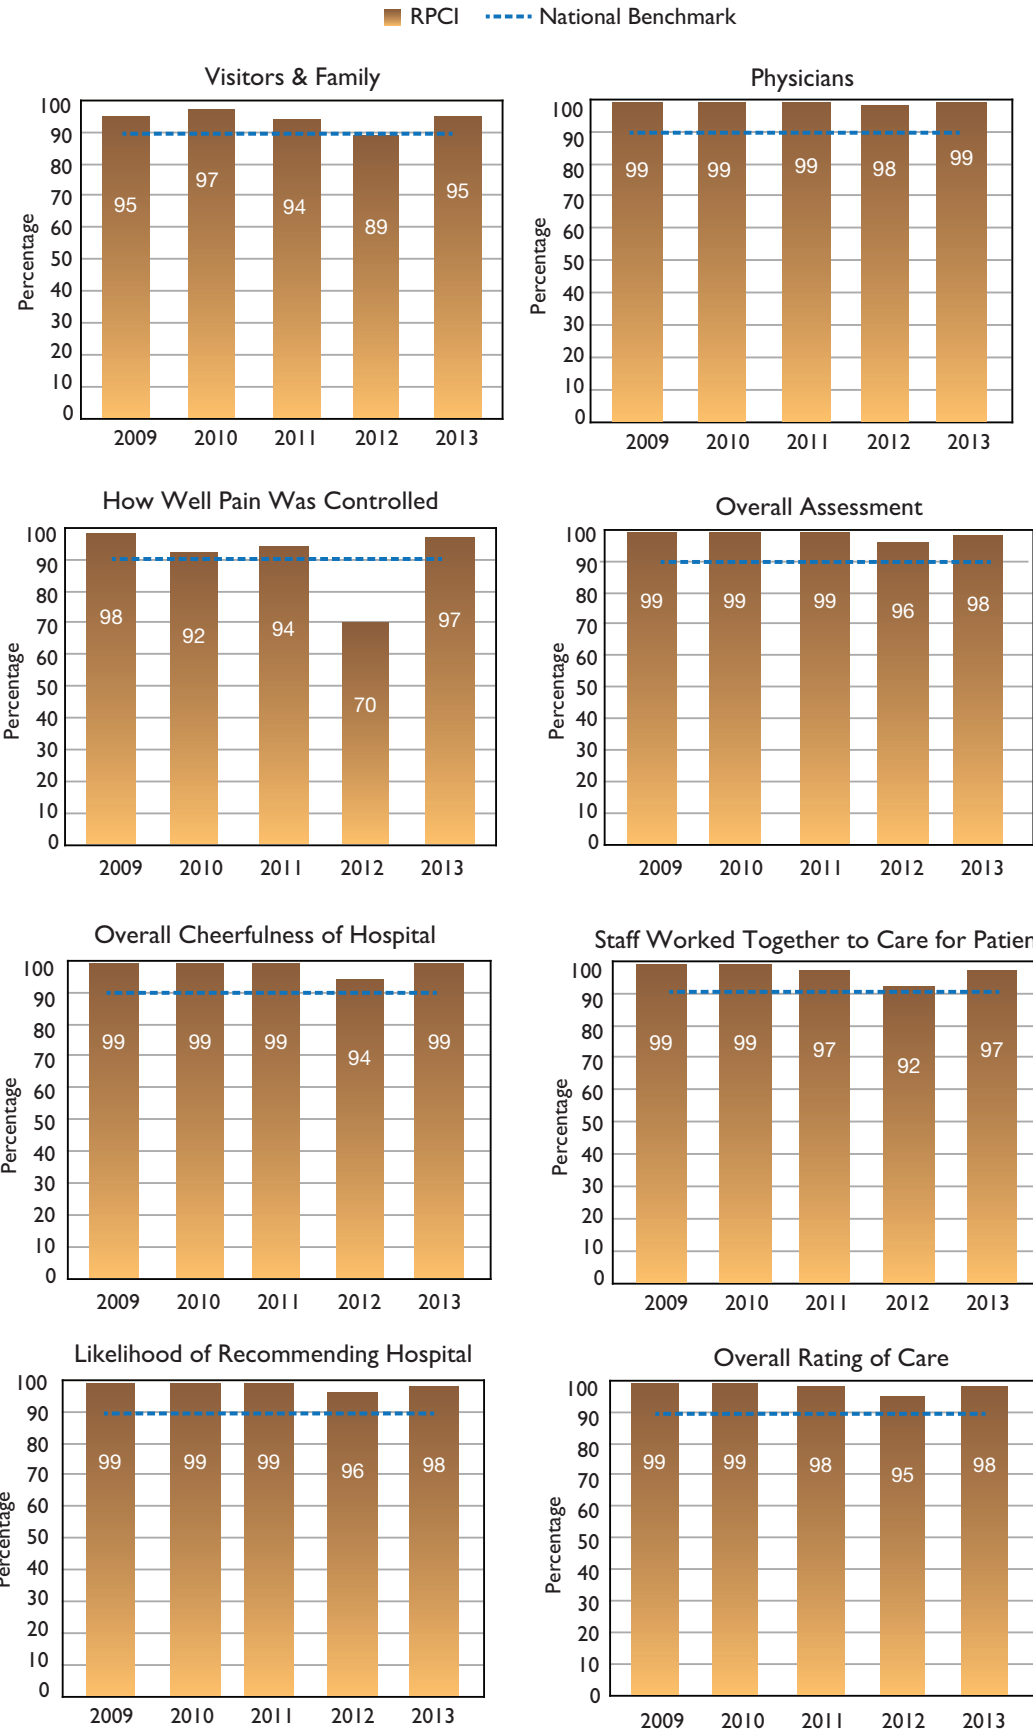 RPCI National Benchmark
Visitors & Family
Percentage
100
90
80
70
60
50
40
30
20
10
0
95 97 94 89 95
2009 2010 2011 2012 2013
Physicians
Percentage
100
90
80
70
60
50
40
30
20
10
0
99 99 99 98 99
2009 2010 2011 2012 2013
How Well Pain Was Controlled
Percentage
100
90
80
70
60
50
40
30
20
10
0
98 92 94 70 97
2009 2010 2011 2012 2013
Overall Assessment
Percentage
100
90
80
70
60
50
40
30
20
10
0
99 99 99 96 98
2009 2010 2011 2012 2013
Overall Cheerfulness of Hospital
Percentage
100
90
80
70
60
50
40
30
20
10
0
99 99 99 94 99
2009 2010 2011 2012 2013
Staff Worked Together to Care for Patien
Percentage
100
90
80
70
60
50
40
30
20
10
0
99 99 97 92 97
2009 2010 2011 2012 2013
Likelihood of Recommending Hospital
Percentage
100
90
80
70
60
50
40
30
20
10
0
99 99 99 96 98
2009 2010 2011 2012 2013
Overall Rating of Care
Percentage
100
90
80
70
60
50
40
30
20
10
0
99 99 98 95 98
2009 2010 2011 2012 2013